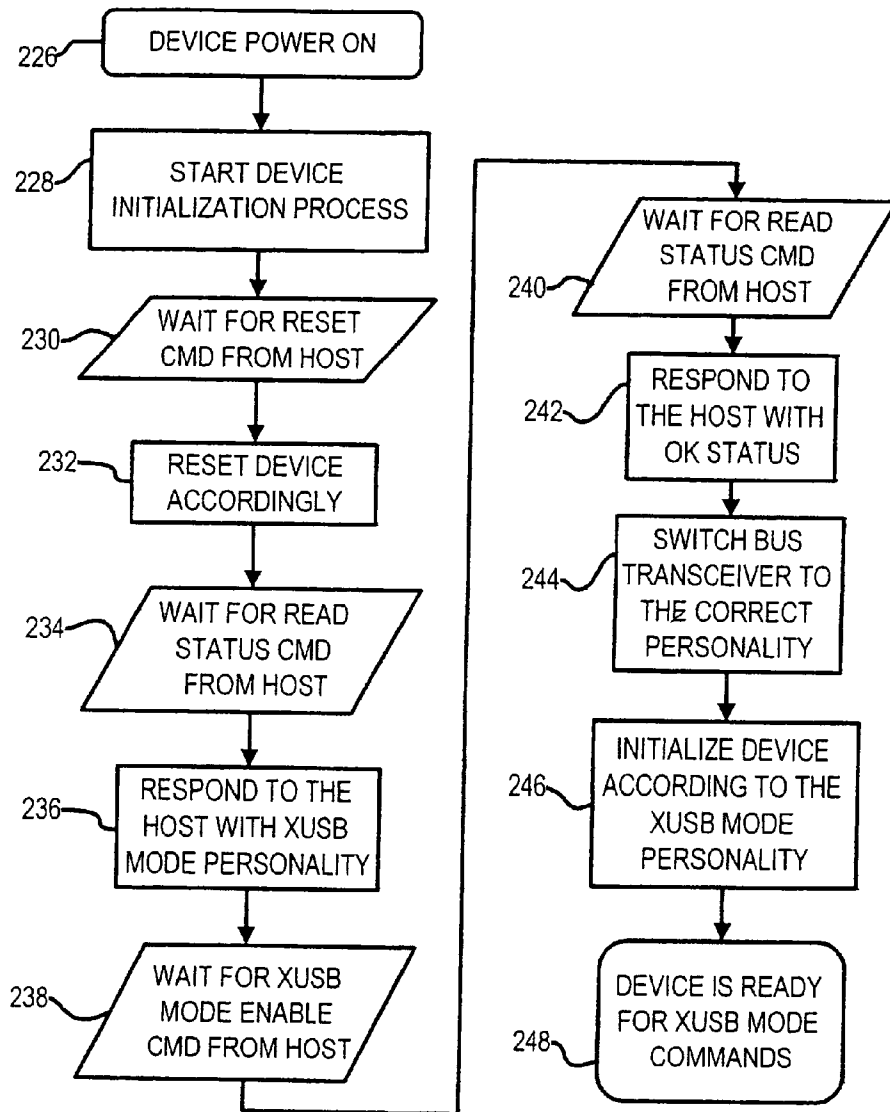 226
DEVICE POWER ON
228
START DEVICE
INITIALIZATION PROCESS
230
WAIT FOR RESET
CMD FROM HOST
232
RESET DEVICE
ACCORDINGLY
234
WAIT FOR READ
STATUS CMD
FROM HOST
236
RESPOND TO THE
HOST WITH XUSB
MODE PERSONALITY
238
WAIT FOR XUSB
MODE ENABLE
CMD FROM HOST
240
WAIT FOR READ
STATUS CMD
FROM HOST
242
RESPOND TO
THE HOST WITH
OK STATUS
244
SWITCH BUS
TRANSCEIVER TO
THE CORRECT
PERSONALITY
246
INITIALIZE DEVICE
ACCORDING TO THE
XUSB MODE
PERSONALITY
248
DEVICE IS READY
FOR XUSB MODE
COMMANDS